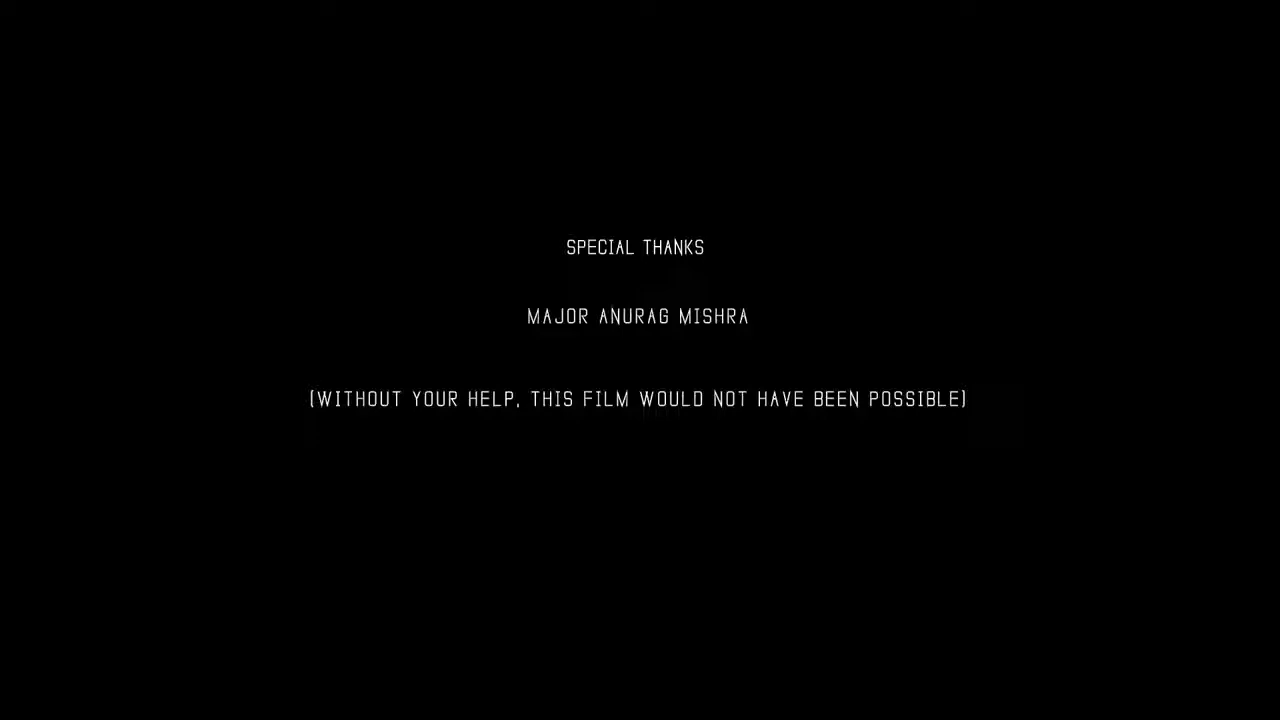 SPECIAL THANKS
MAJOR ANURAG MISHRA
(WITHOUT YOUR HELP, THIS FILM WOULD NOT HAVE BEEN POSSIBLE)